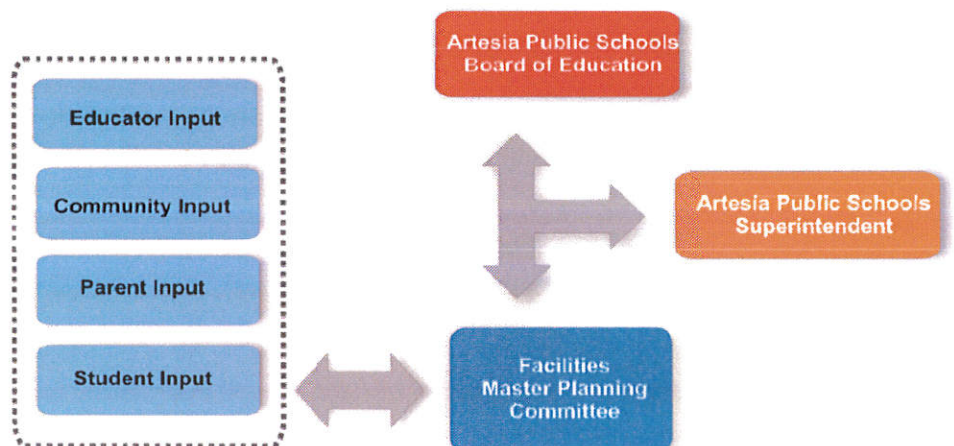 Artesia Public Schools
Board of Education
Educator Input
Community Input
Parent Input
Student Input
Artesia Public Schools
Superintendent
Facilities
Master Planning
Committee